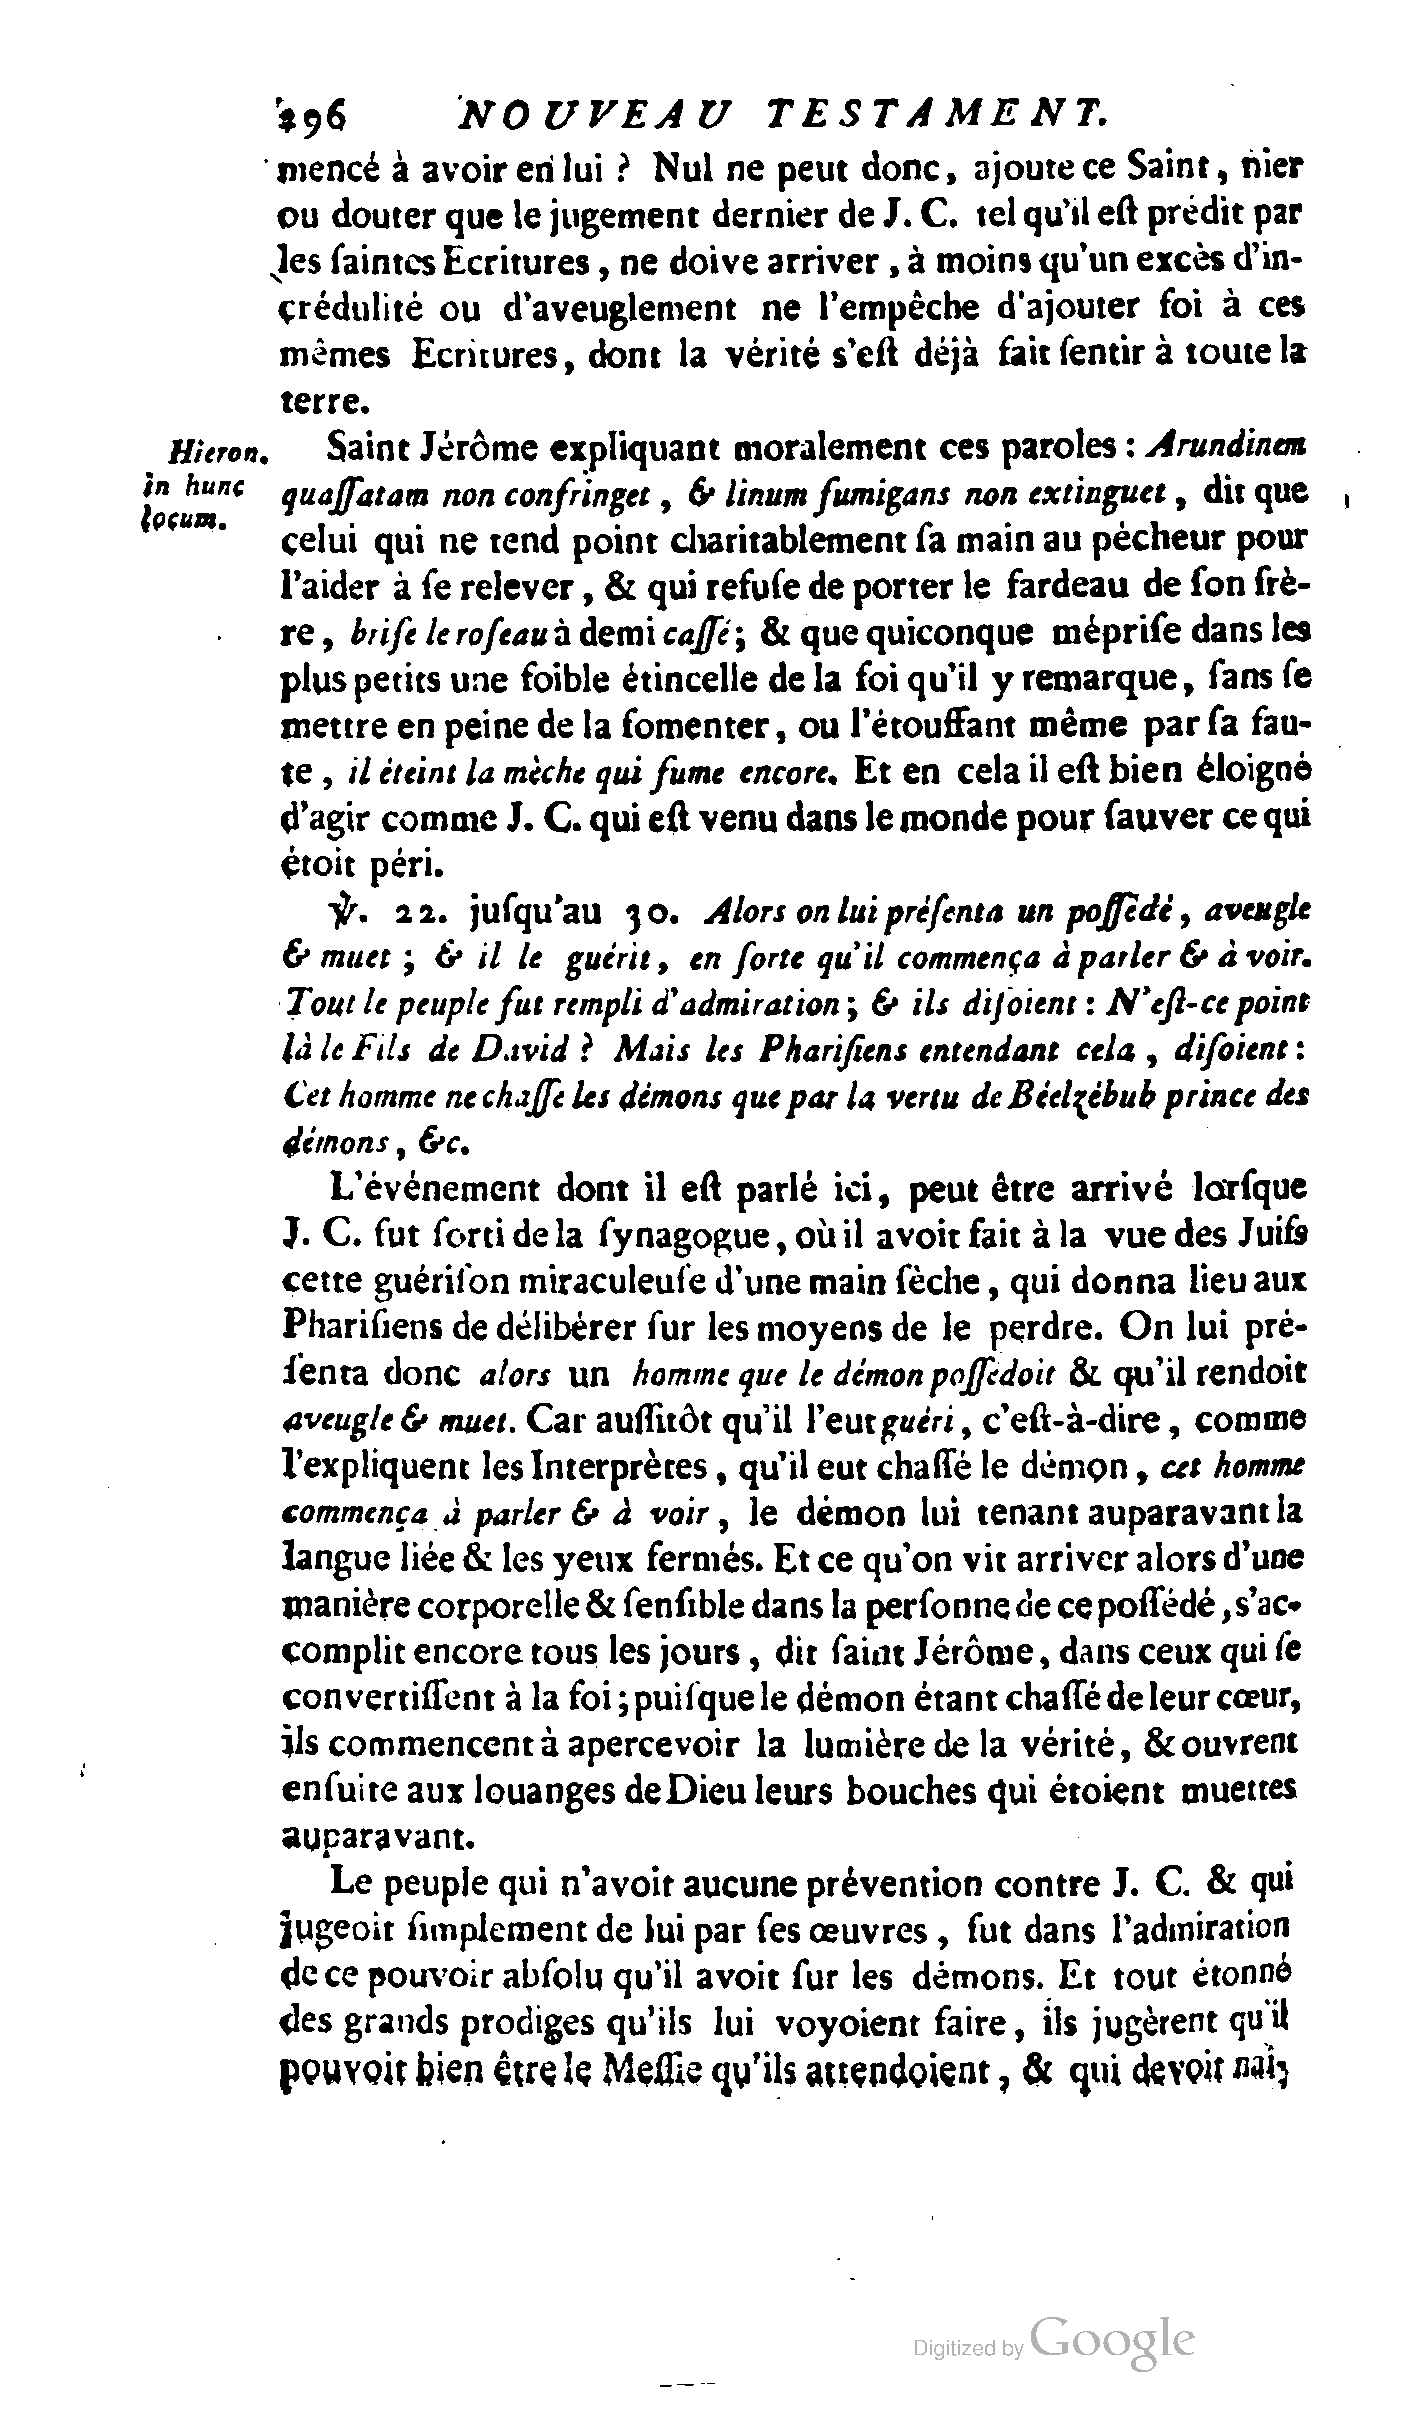 296 NOUVEAU TESTAMENT.
mencé à avoir en lui ? Nul ne peut donc, ajoute ce Saint, nier
ou douter que le jugement dernier de J. C. tel qu'il eſt prédit par
les ſaintes Ecritures, ne doive arriver, à moins qu'un excès d'in-
crédulité ou d'aveuglement ne l'empêche d'ajouter foi à ces
mêmes Ecritures, dont la vérité s'eſt déjà fait ſentir à toute la
terre.
Hieron.
in hunc
locum.
Saint Jérôme expliquant moralement ces paroles : Arundinem
quaſſatam non confringet, & linum fumigans non extinguet, dit que
celui qui ne tend point charitablement ſa main au pécheur pour
l'aider à ſe relever, & qui refuſe de porter le fardeau de ſon frè-
re, briſe le roſeau à demi caſſé; & que quiconque mépriſe dans les
plus petits une foible étincelle de la foi qu'il y remarque, ſans ſe
mettre en peine de la fomenter, ou l'étouffant même par ſa fau-
te, il éteint la mèche qui fume encore. Et en cela il eſt bien éloigné
d'agir comme J. C. qui eſt venu dans le monde pour ſauver ce qui
étoit péri.
℣. 22. juſqu'au 30. Alors on lui préſenta un poſſédé, aveugle
& muet ; & il le guérit, en ſorte qu'il commença à parler & à voir.
Tout le peuple fut rempli d'admiration; & ils diſoient : N'eſt-ce point
là le Fils de David ? Mais les Phariſiens entendant cela, diſoient :
Cet homme ne chaſſe les démons que par la vertu de Béelzébub prince des
démons, &c.
L'événement dont il eſt parlé ici, peut être arrivé lorſque
J. C. fut ſorti de la ſynagogue, où il avoit fait à la vue des Juifs
cette guériſon miraculeuſe d'une main ſèche, qui donna lieu aux
Phariſiens de délibérer ſur les moyens de le perdre. On lui pré-
ſenta donc alors un homme que le démon poſſédoit & qu'il rendoit
aveugle & muet. Car auſſitôt qu'il l'eut guéri, c'eſt-à-dire, comme
l'expliquent les Interprètes, qu'il eut chaſſé le démon, cet homme
commença à parler & à voir, le démon lui tenant auparavant la
langue liée & les yeux fermés. Et ce qu'on vit arriver alors d'une
manière corporelle & ſenſible dans la perſonne de ce poſſédé, s'ac-
complit encore tous les jours, dit ſaint Jérôme, dans ceux qui ſe
convertiſſent à la foi; puiſque le démon étant chaſſé de leur cœur,
ils commencent à apercevoir la lumière de la vérité, & ouvrent
enſuite aux louanges de Dieu leurs bouches qui étoient muettes
auparavant.
Le peuple qui n'avoit aucune prévention contre J. C. & qui
jugeoit ſimplement de lui par ſes œuvres, fut dans l'admiration
de ce pouvoir abſolu qu'il avoit ſur les démons. Et tout étonné
des grands prodiges qu'ils lui voyoient faire, ils jugèrent qu'il
pouvoit bien être le Meſſie qu'ils attendoient, & qui devoit naî-
Digitized by Google